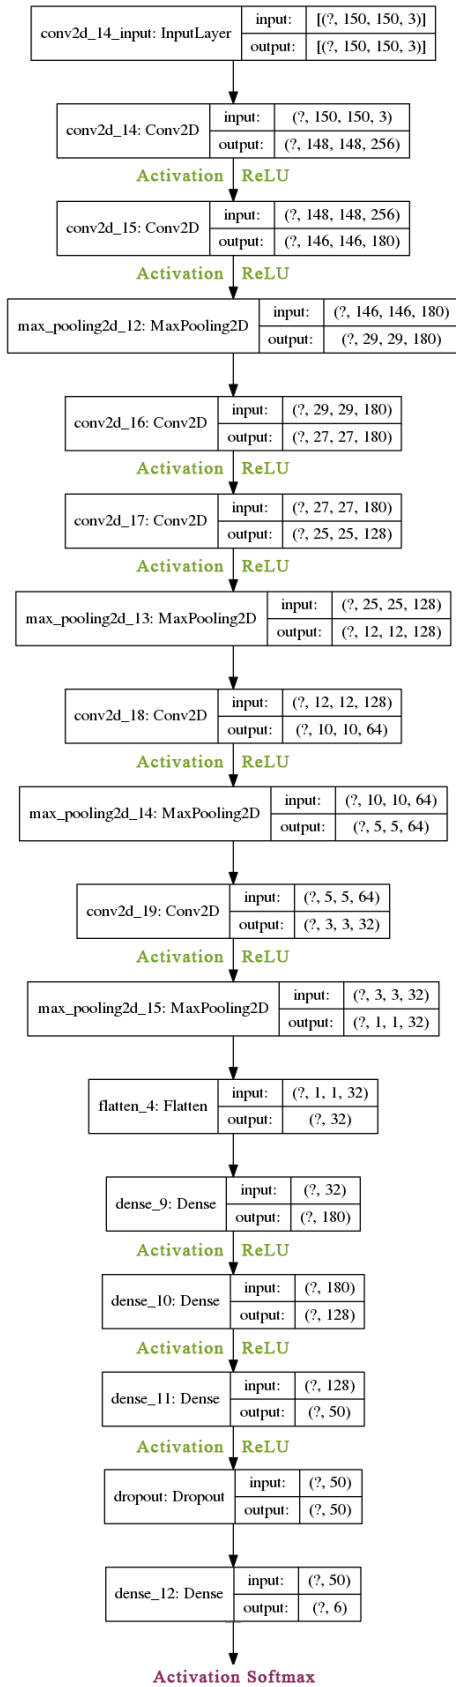 conv2d_14_input: InputLayer
input: [(?, 150, 150, 3)]
output: [(?, 150, 150, 3)]
conv2d_14: Conv2D
input: (?, 150, 150, 3)
output: (?, 148, 148, 256)
Activation ReLU
conv2d_15: Conv2D
input: (?, 148, 148, 256)
output: (?, 146, 146, 180)
Activation ReLU
max_pooling2d_12: MaxPooling2D
input: (?, 146, 146, 180)
output: (?, 29, 29, 180)
conv2d_16: Conv2D
input: (?, 29, 29, 180)
output: (?, 27, 27, 180)
Activation ReLU
conv2d_17: Conv2D
input: (?, 27, 27, 180)
output: (?, 25, 25, 128)
Activation ReLU
max_pooling2d_13: MaxPooling2D
input: (?, 25, 25, 128)
output: (?, 12, 12, 128)
conv2d_18: Conv2D
input: (?, 12, 12, 128)
output: (?, 10, 10, 64)
Activation ReLU
max_pooling2d_14: MaxPooling2D
input: (?, 10, 10, 64)
output: (?, 5, 5, 64)
conv2d_19: Conv2D
input: (?, 5, 5, 64)
output: (?, 3, 3, 32)
Activation ReLU
max_pooling2d_15: MaxPooling2D
input: (?, 3, 3, 32)
output: (?, 1, 1, 32)
flatten_4: Flatten
input: (?, 1, 1, 32)
output: (?, 32)
dense_9: Dense
input: (?, 32)
output: (?, 180)
Activation ReLU
dense_10: Dense
input: (?, 180)
output: (?, 128)
Activation ReLU
dense_11: Dense
input: (?, 128)
output: (?, 50)
Activation ReLU
dropout: Dropout
input: (?, 50)
output: (?, 50)
dense_12: Dense
input: (?, 50)
output: (?, 6)
Activation Softmax